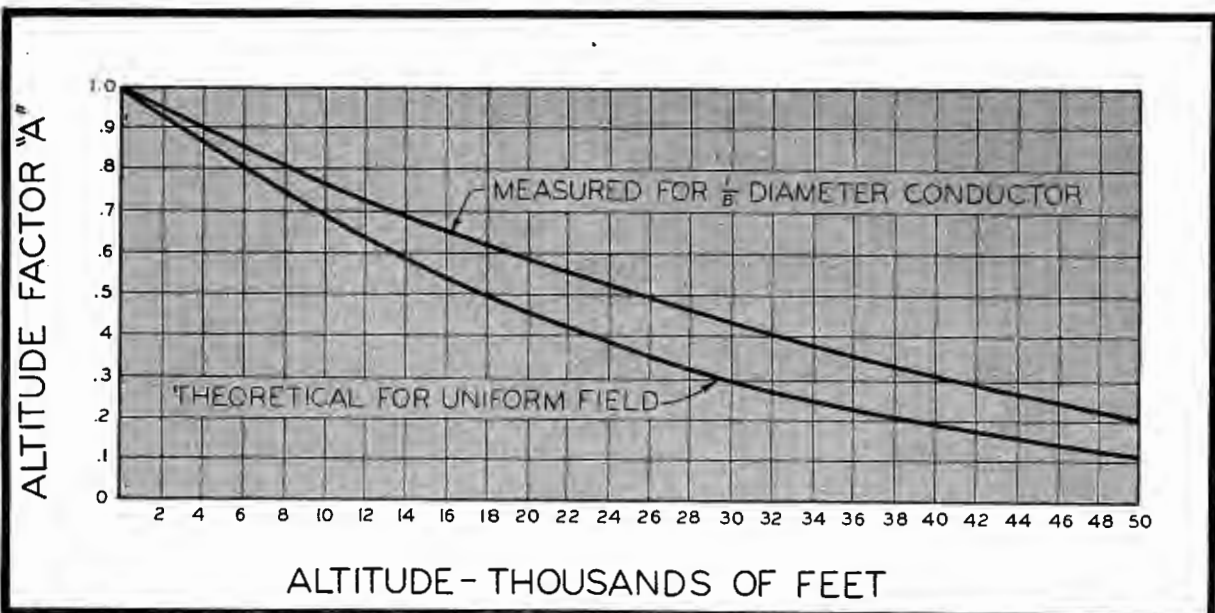 ALTITUDE FACTOR "A"
1.0
.9
.8
.7
.6
.5
.4
.3
.2
.1
0
MEASURED FOR 1/8 DIAMETER CONDUCTOR
THEORETICAL FOR UNIFORM FIELD
2 4 6 8 10 12 14 16 18 20 22 24 26 28 30 32 34 36 38 40 42 44 46 48 50
ALTITUDE - THOUSANDS OF FEET